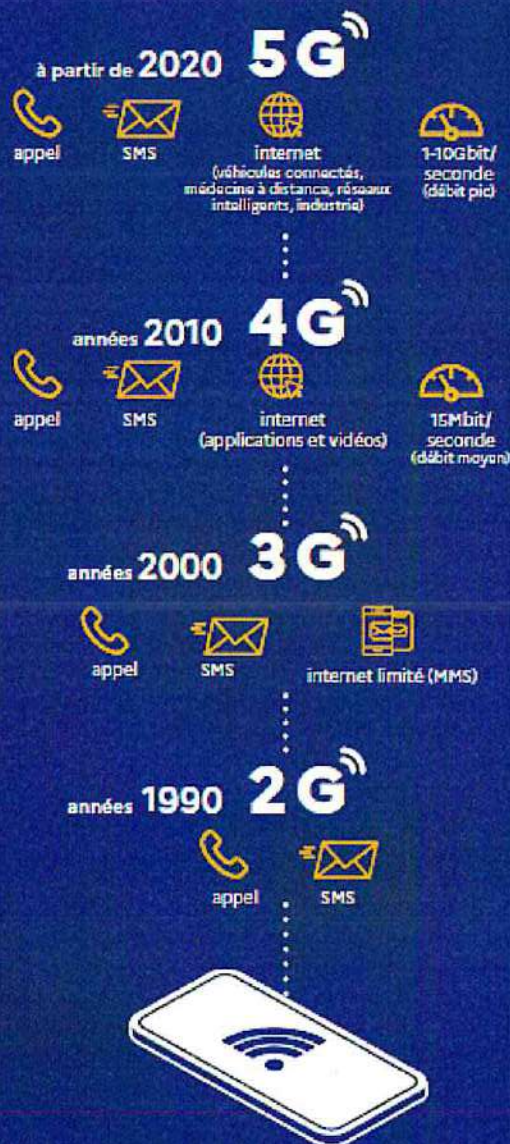 à partir de 2020 5G
appel
SMS
internet
(véhicules connectés,
médecine à distance, réseaux
intelligents, industrie)
1-10Gbit/
seconde
(débit pic)
années 2010 4G
appel
SMS
internet
(applications et vidéos)
15Mbit/
seconde
(débit moyen)
années 2000 3G
appel
SMS
internet limité (MMS)
années 1990 2G
appel
SMS